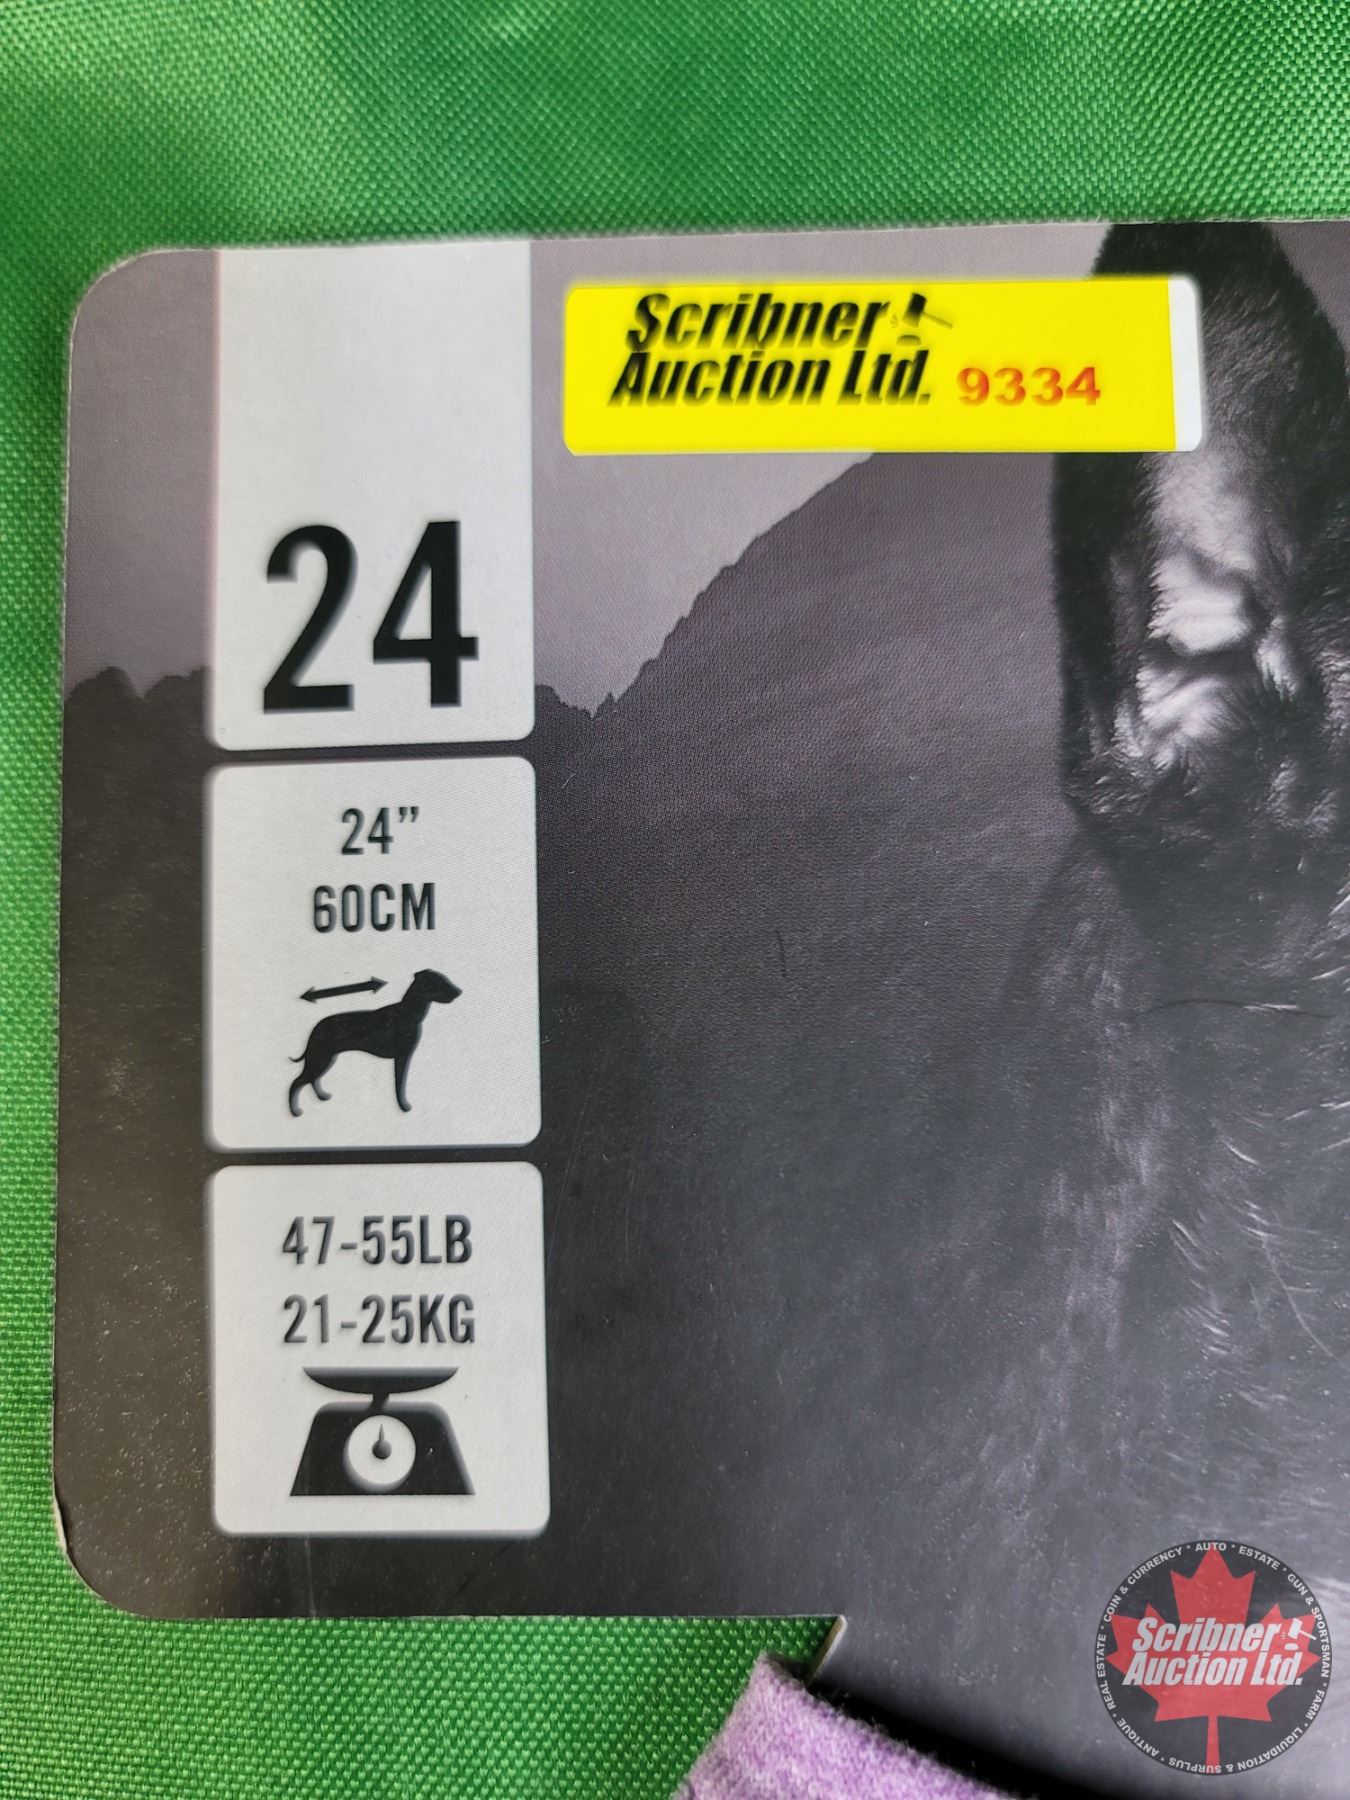 Scribner
Auction Ltd. 9334
24
24”
60CM
47-55LB
21-25KG
REAL ESTATE • COIN & CURRENCY • AUTO • ESTATE • GUN & SPORTSMAN • FARM • LIQUIDATION & SURPLUS • ANTIQUE •
Scribner
Auction Ltd.